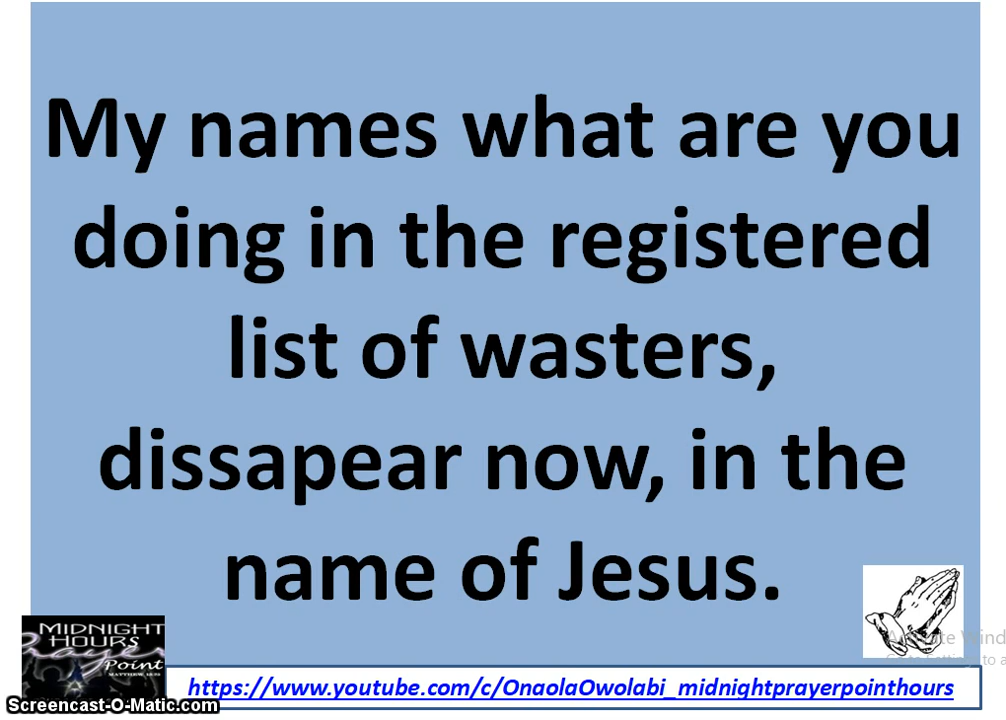 My names what are you
doing in the registered
list of wasters,
dissapear now, in the
name of Jesus.
MIDNIGHT
HOURS
Prayer
Point
https://www.youtube.com/c/OnaolaOwolabi_midnightprayerpointhours
Screencast-O-Matic.com